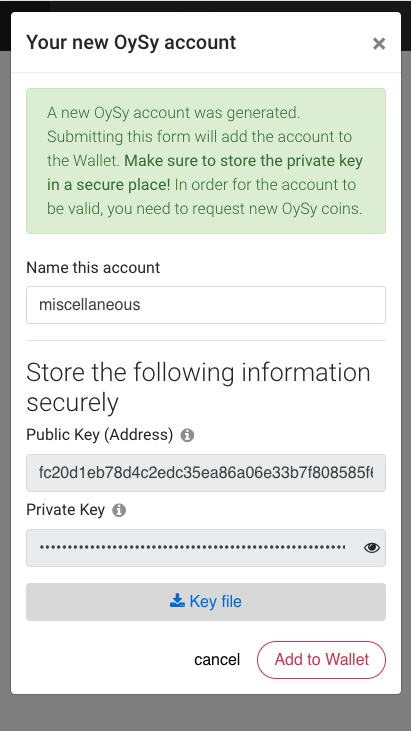 Your new OySy account
×
A new OySy account was generated.
Submitting this form will add the account to
the Wallet. Make sure to store the private key
in a secure place! In order for the account to
be valid, you need to request new OySy coins.
Name this account
miscellaneous
Store the following information
securely
Public Key (Address)
fc20d1eb78d4c2edc35ea86a06e33b7f808585f6
Private Key
Key file
cancel
Add to Wallet